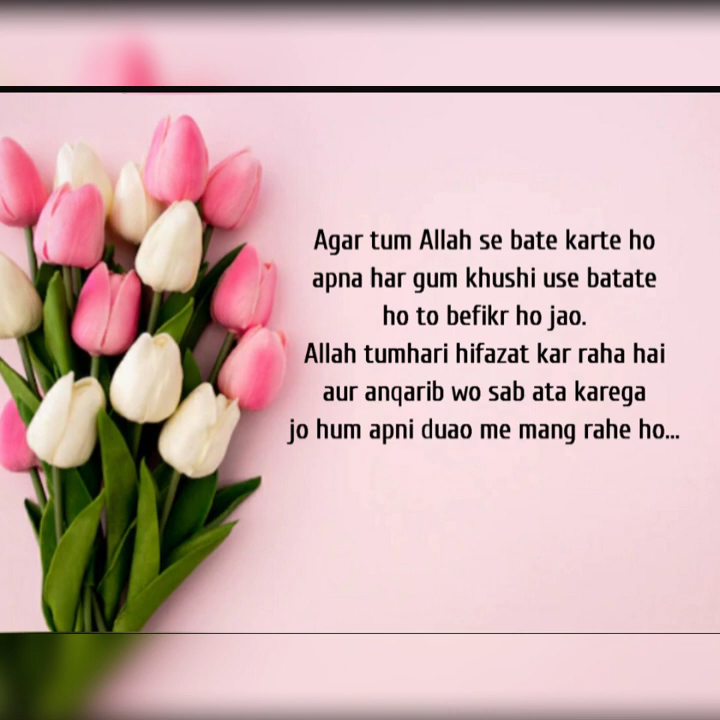 Agar tum Allah se bate karte ho
apna har gum khushi use batate
ho to befikr ho jao.
Allah tumhari hifazat kar raha hai
aur anqarib wo sab ata karega
jo hum apni duao me mang rahe ho...